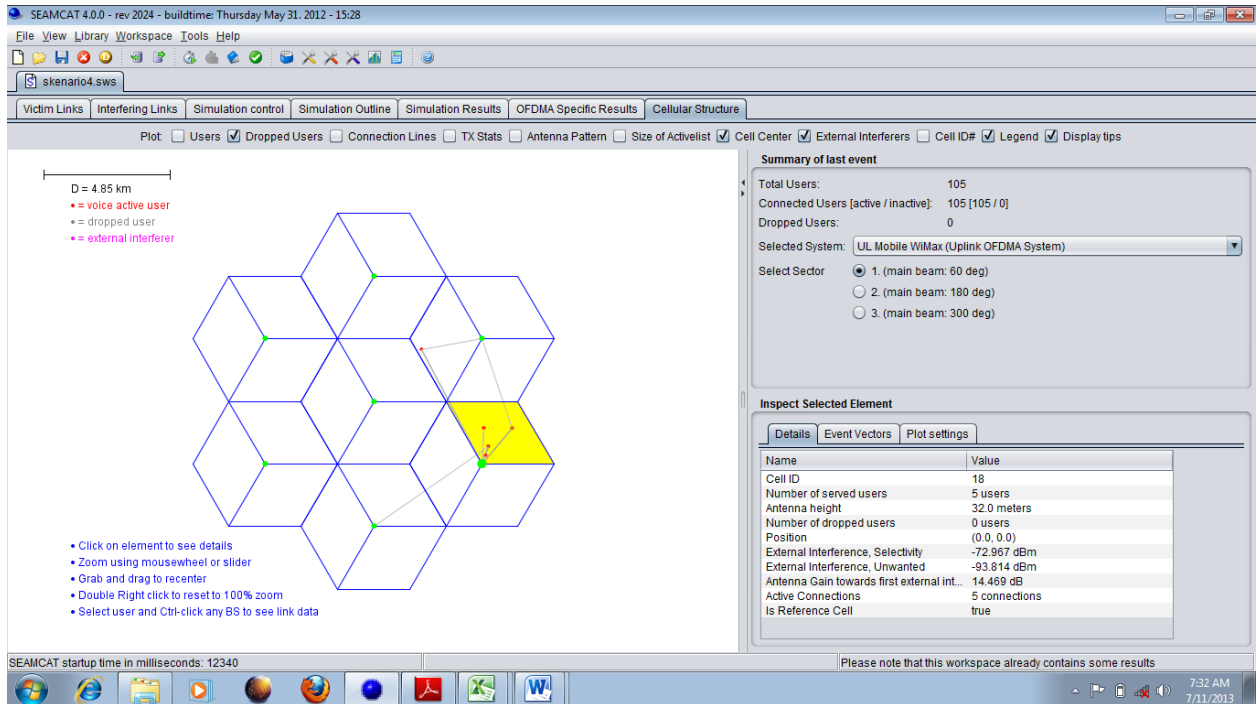 SEAMCAT 4.0.0 - rev 2024 - buildtime: Thursday May 31. 2012 - 15:28
File View Library Workspace Tools Help
skenario4.sws
Victim Links Interfering Links Simulation control Simulation Outline Simulation Results OFDMA Specific Results Cellular Structure
Plot: Users Dropped Users Connection Lines TX Stats Antenna Pattern Size of Activelist Cell Center External Interferers Cell ID# Legend Display tips
D = 4.85 km
• = voice active user
• = dropped user
• = external interferer
• Click on element to see details
• Zoom using mousewheel or slider
• Grab and drag to recenter
• Double Right click to reset to 100% zoom
• Select user and Ctrl-click any BS to see link data
Summary of last event
Total Users: 105
Connected Users [active / inactive]: 105 [105 / 0]
Dropped Users: 0
Selected System: UL Mobile WiMax (Uplink OFDMA System)
Select Sector 1. (main beam: 60 deg)
2. (main beam: 180 deg)
3. (main beam: 300 deg)
Inspect Selected Element
Details Event Vectors Plot settings
Name Value
Cell ID 18
Number of served users 5 users
Antenna height 32.0 meters
Number of dropped users 0 users
Position (0.0, 0.0)
External Interference, Selectivity -72.967 dBm
External Interference, Unwanted -93.814 dBm
Antenna Gain towards first external int... 14.469 dB
Active Connections 5 connections
Is Reference Cell true
SEAMCAT startup time in milliseconds: 12340
Please note that this workspace already contains some results
7:32 AM
7/11/2013